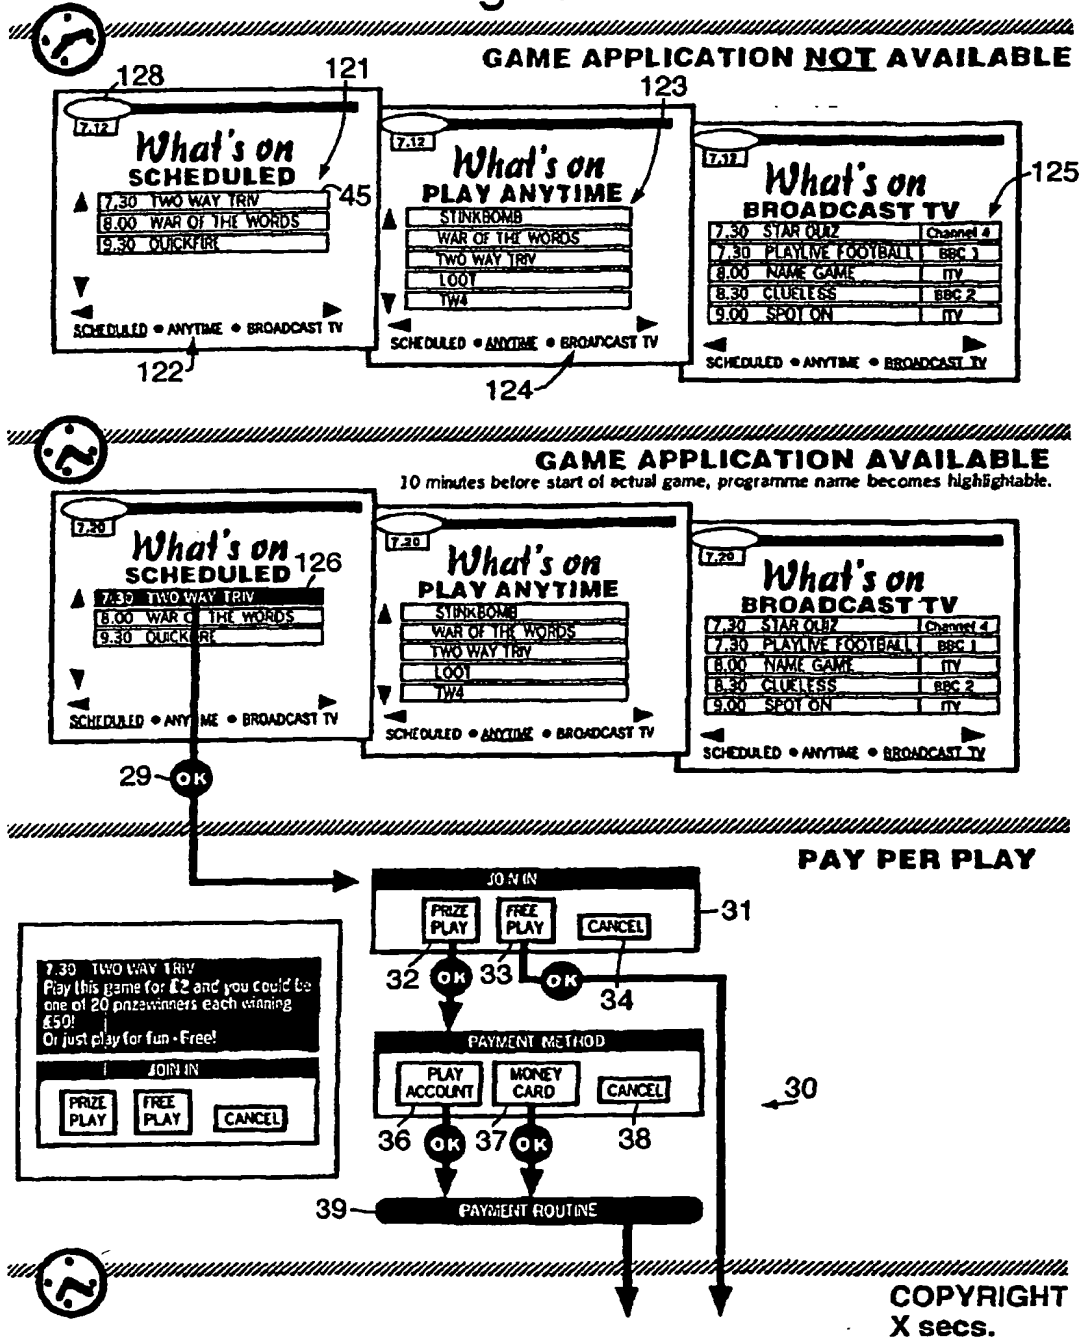 GAME APPLICATION NOT AVAILABLE
128
121
123
125
7.12
What's on
SCHEDULED
45
7.30 TWO WAY TRIV
8.00 WAR OF THE WORDS
9.30 QUICKFIRE
SCHEDULED • ANYTIME • BROADCAST TV
122
7.12
What's on
PLAY ANYTIME
STINKBOMB
WAR OF THE WORDS
TWO WAY TRIV
LOOT
TW4
SCHEDULED • ANYTIME • BROADCAST TV
124
7.12
What's on
BROADCAST TV
7.30 STAR QUIZ Channel 4
7.30 PLAYLIVE FOOTBALL BBC 1
8.00 NAME GAME ITV
8.30 CLUELESS BBC 2
9.00 SPOT ON ITV
SCHEDULED • ANYTIME • BROADCAST TV
GAME APPLICATION AVAILABLE
10 minutes before start of actual game, programme name becomes highlightable.
7.20
What's on
SCHEDULED
126
7.30 TWO WAY TRIV
8.00 WAR OF THE WORDS
9.30 QUICKFIRE
SCHEDULED • ANYTIME • BROADCAST TV
7.20
What's on
PLAY ANYTIME
STINKBOMB
WAR OF THE WORDS
TWO WAY TRIV
LOOT
TW4
SCHEDULED • ANYTIME • BROADCAST TV
7.20
What's on
BROADCAST TV
7.30 STAR QUIZ Channel 4
7.30 PLAYLIVE FOOTBALL BBC 1
8.00 NAME GAME ITV
8.30 CLUELESS BBC 2
9.00 SPOT ON ITV
SCHEDULED • ANYTIME • BROADCAST TV
29
OK
PAY PER PLAY
JOIN IN
PRIZE PLAY
FREE PLAY
CANCEL
31
32
OK
33
OK
34
7.30 TWO WAY TRIV
Play this game for £2 and you could be
one of 20 prizewinners each winning
£50!
Or just play for fun - Free!
JOIN IN
PRIZE PLAY
FREE PLAY
CANCEL
PAYMENT METHOD
PLAY ACCOUNT
MONEY CARD
CANCEL
30
36
OK
37
OK
38
39
PAYMENT ROUTINE
COPYRIGHT
X secs.